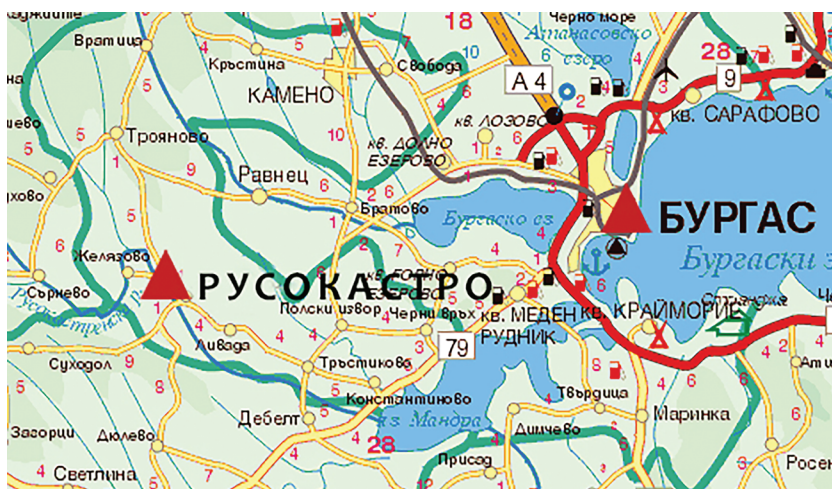 Вратица
18
Черно море
Атанасовско
езеро
28
Кръстина
Свобода
10
А 4
9
КАМЕНО
кв. ЛОЗОВО
кв. САРАФОВО
Трояново
кв. ДОЛНО
ЕЗЕРОВО
10
Равнец
Братово
Бургаско ез.
БУРГАС
Желязово
Бургаски з
РУСОКАСТРО
кв. ГОРНО
ЕЗЕРОВО
Сърнево
Полски извор
Черни връх
кв. МЕДЕН
РУДНИК
кв. КРАЙМОРИЕ
Ливада
79
Суходол
Тръстиково
Константиново
яз. Мандра
Твърдица
Маринка
Дебелт
28
Димчево
Загорци
Дюлево
Присад
Светлина
Росен